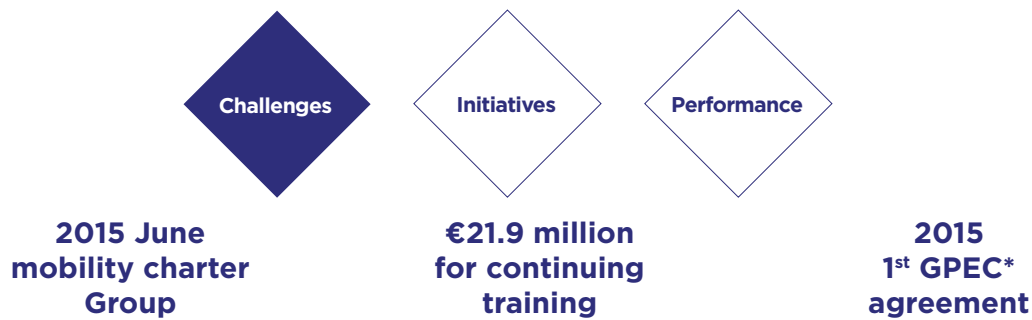 Challenges
Initiatives
Performance
2015 June
mobility charter
Group
€21.9 million
for continuing
training
2015
1st GPEC*
agreement